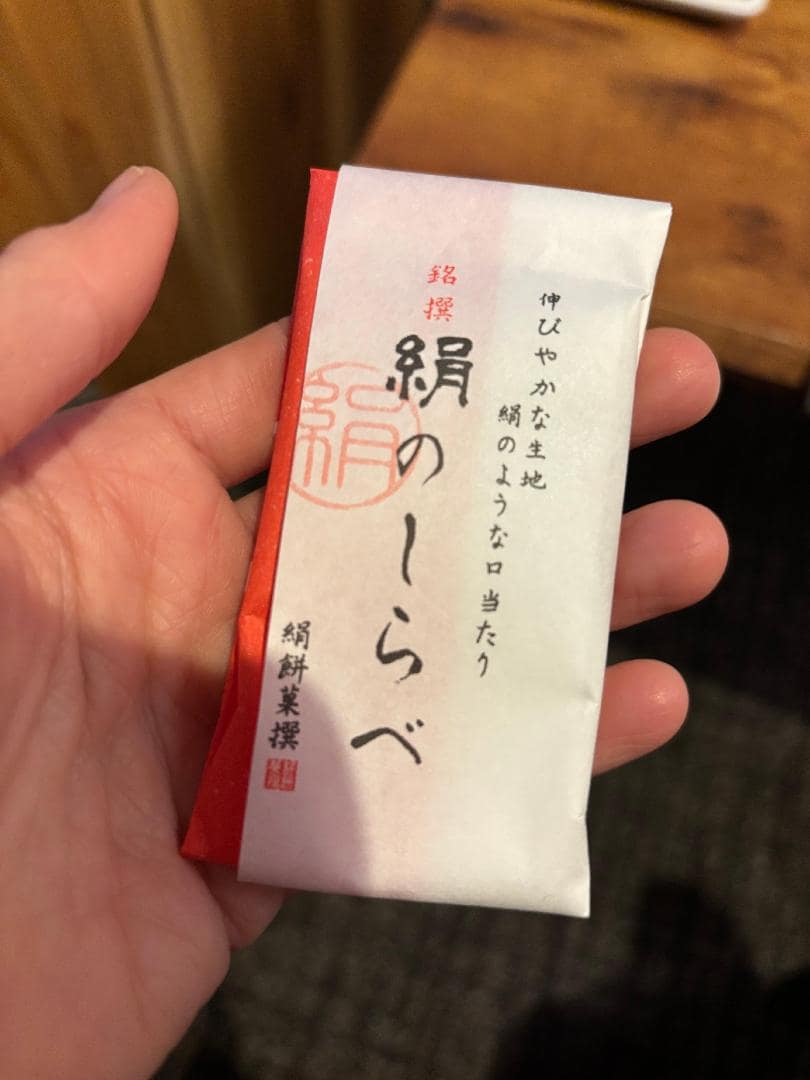 伸びやかな生地
絹のような口当たり
銘撰
絹のしらべ
絹
絹餅菓撰